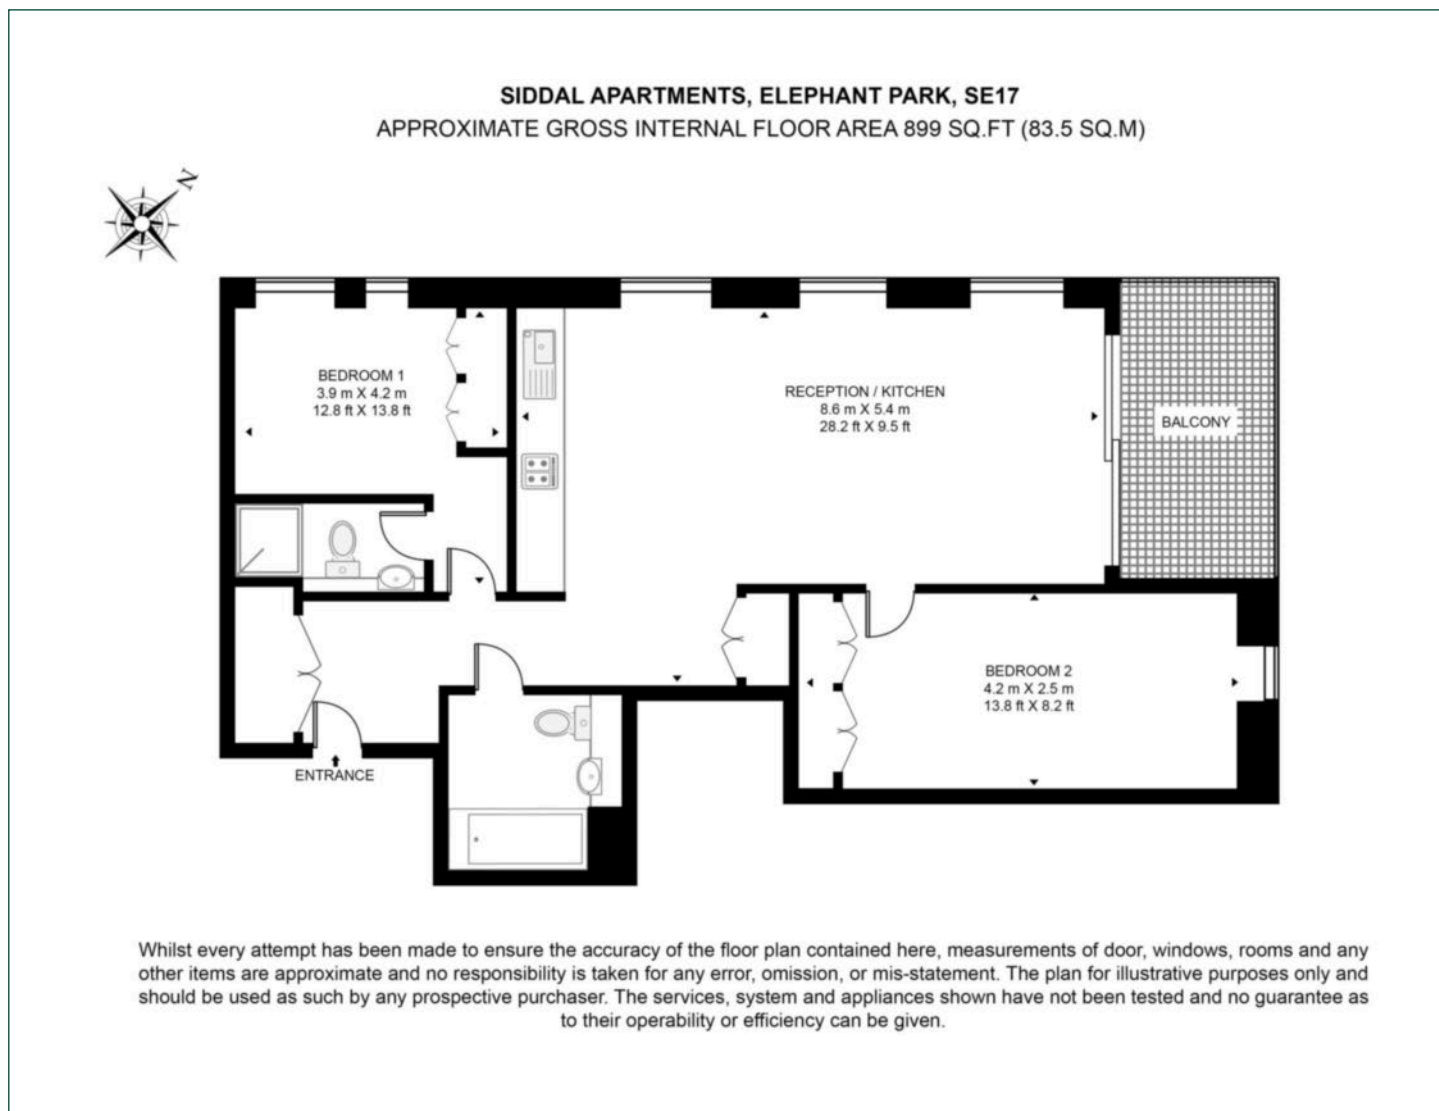 SIDDAL APARTMENTS, ELEPHANT PARK, SE17
APPROXIMATE GROSS INTERNAL FLOOR AREA 899 SQ.FT (83.5 SQ.M)
N
BEDROOM 1
3.9 m X 4.2 m
12.8 ft X 13.8 ft
RECEPTION / KITCHEN
8.6 m X 5.4 m
28.2 ft X 9.5 ft
BALCONY
BEDROOM 2
4.2 m X 2.5 m
13.8 ft X 8.2 ft
ENTRANCE
Whilst every attempt has been made to ensure the accuracy of the floor plan contained here, measurements of door, windows, rooms and any
other items are approximate and no responsibility is taken for any error, omission, or mis-statement. The plan for illustrative purposes only and
should be used as such by any prospective purchaser. The services, system and appliances shown have not been tested and no guarantee as
to their operability or efficiency can be given.